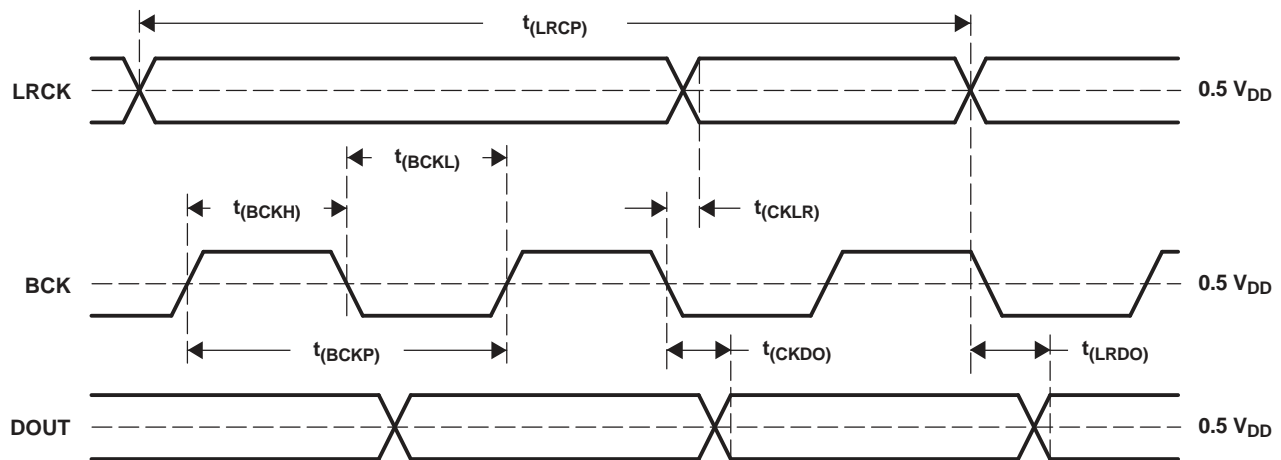 t(LRCP)
LRCK
0.5 VDD
t(BCKL)
t(BCKH)
t(CKLR)
BCK
0.5 VDD
t(BCKP)
t(CKDO)
t(LRDO)
DOUT
0.5 VDD